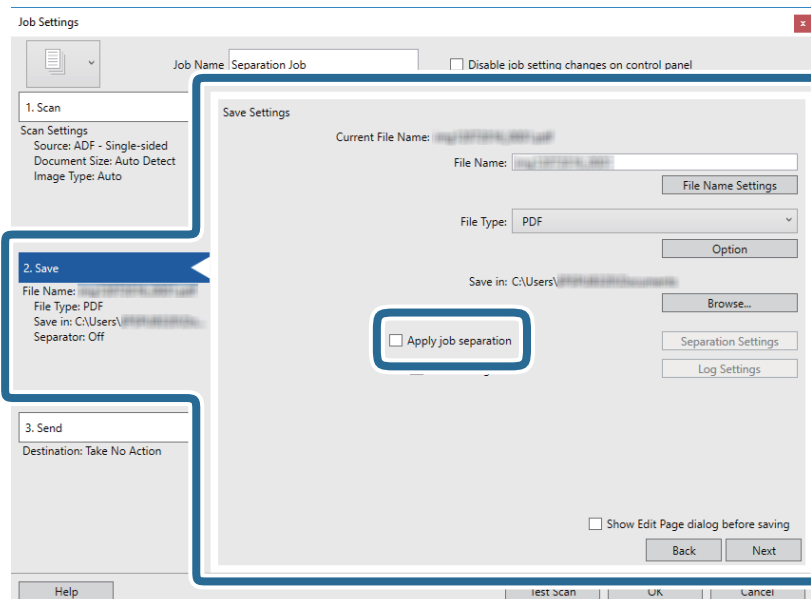 Job Settings
x
Job Name Separation Job Disable job setting changes on control panel
1. Scan
Scan Settings
Source: ADF - Single-sided
Document Size: Auto Detect
Image Type: Auto
2. Save
File Name:
File Type: PDF
Save in: C:\Users\
Separator: Off
3. Send
Destination: Take No Action
Save Settings
Current File Name:
File Name:
File Name Settings
File Type: PDF
Option
Save in: C:\Users\
Browse...
Apply job separation
Separation Settings
Log Settings
Show Edit Page dialog before saving
Back Next
Help Test Scan OK Cancel